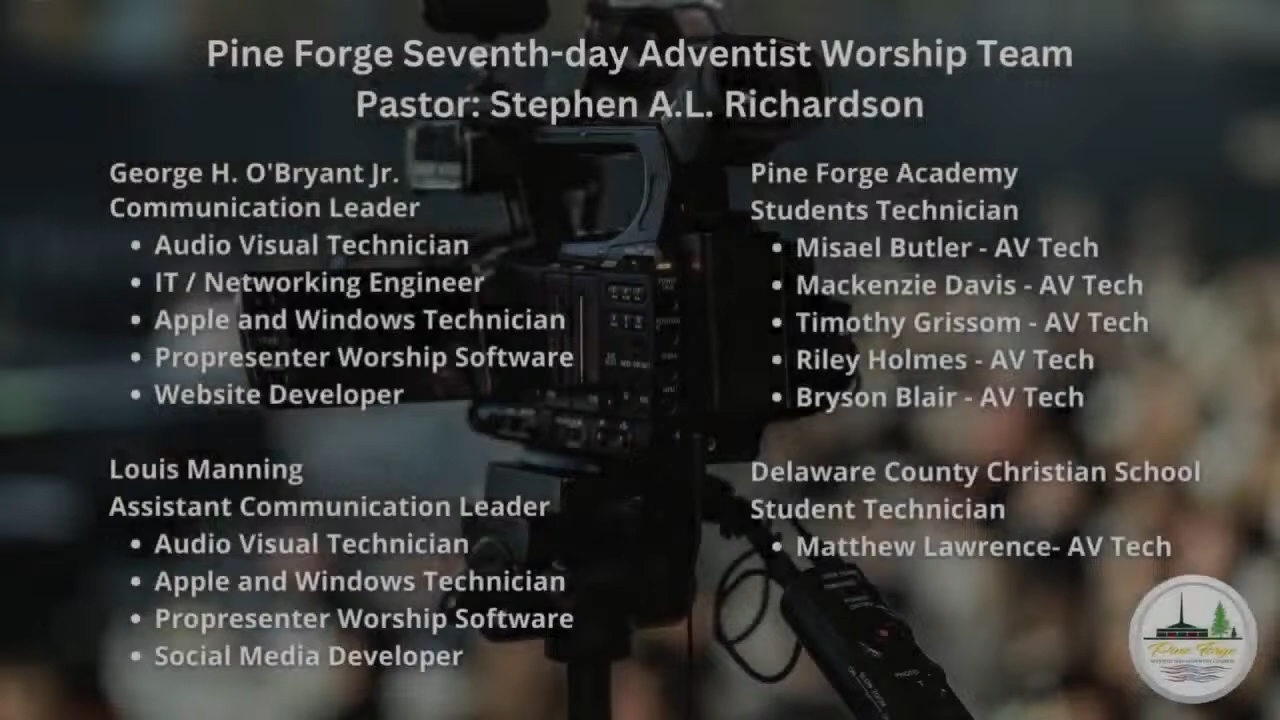 Pine Forge Seventh-day Adventist Worship Team
Pastor: Stephen A.L. Richardson
George H. O'Bryant Jr.
Communication Leader
• Audio Visual Technician
• IT / Networking Engineer
• Apple and Windows Technician
• Propresenter Worship Software
• Website Developer
Louis Manning
Assistant Communication Leader
• Audio Visual Technician
• Apple and Windows Technician
• Propresenter Worship Software
• Social Media Developer
Pine Forge Academy
Students Technician
• Misael Butler - AV Tech
• Mackenzie Davis - AV Tech
• Timothy Grissom - AV Tech
• Riley Holmes - AV Tech
• Bryson Blair - AV Tech
Delaware County Christian School
Student Technician
• Matthew Lawrence- AV Tech
Pine Forge